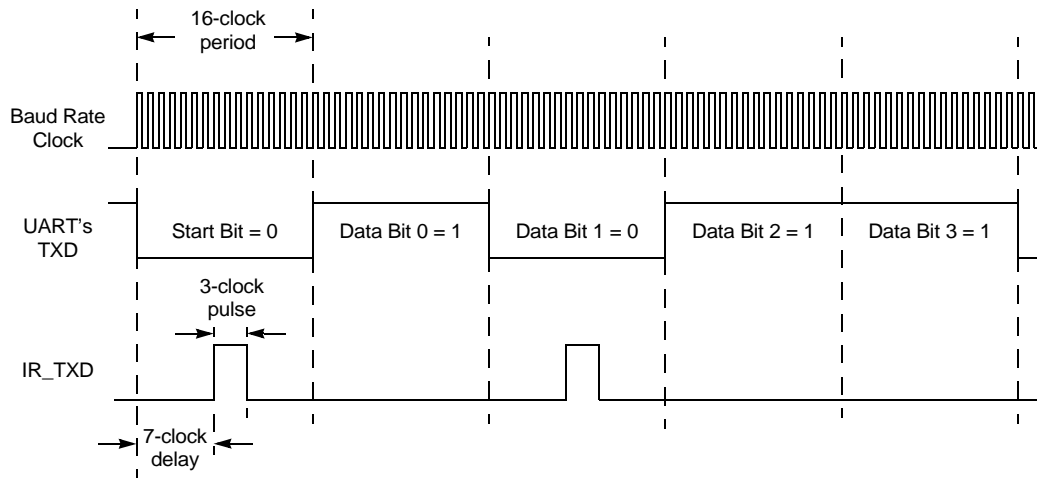 16-clock
period
Baud Rate
Clock
UART's
TXD
Start Bit = 0
Data Bit 0 = 1
Data Bit 1 = 0
Data Bit 2 = 1
Data Bit 3 = 1
3-clock
pulse
IR_TXD
7-clock
delay